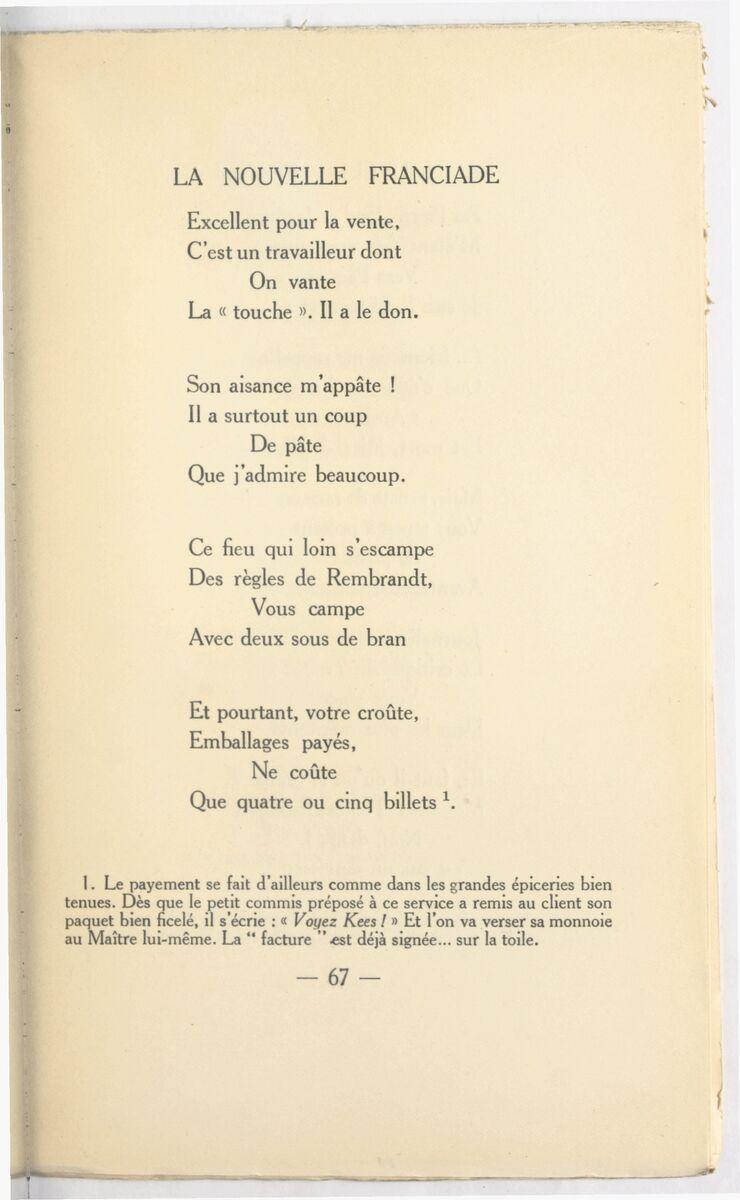 LA NOUVELLE FRANCIADE
Excellent pour la vente,
C'est un travailleur dont
On vante
La « touche ». Il a le don.
Son aisance m'appâte !
Il a surtout un coup
De pâte
Que j'admire beaucoup.
Ce fieu qui loin s'escampe
Des règles de Rembrandt,
Vous campe
Avec deux sous de bran
Et pourtant, votre croûte,
Emballages payés,
Ne coûte
Que quatre ou cinq billets ¹.
1. Le payement se fait d'ailleurs comme dans les grandes épiceries bien
tenues. Dès que le petit commis préposé à ce service a remis au client son
paquet bien ficelé, il s'écrie : « Voyez Kees ! » Et l'on va verser sa monnoie
au Maître lui-même. La “ facture ” est déjà signée... sur la toile.
— 67 —